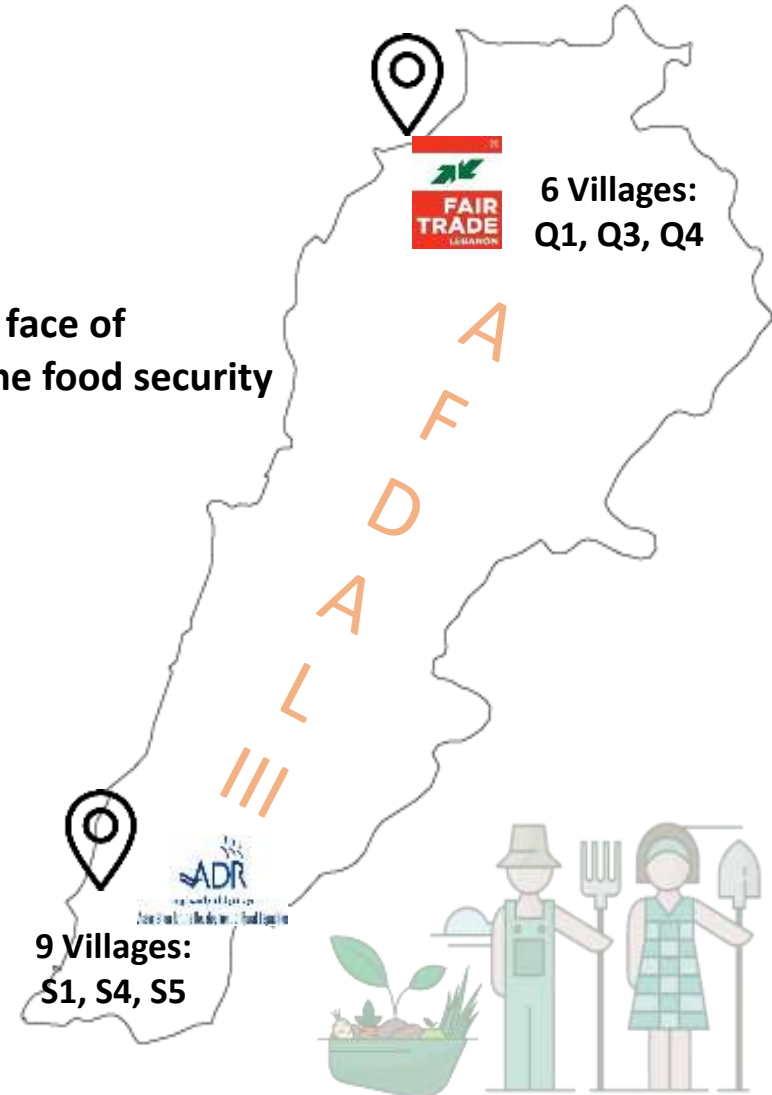 FAIR
TRADE
LEBANON
6 Villages:
Q1, Q3, Q4
face of
he food security
A
F
D
A
L
III
ADR
9 Villages:
S1, S4, S5